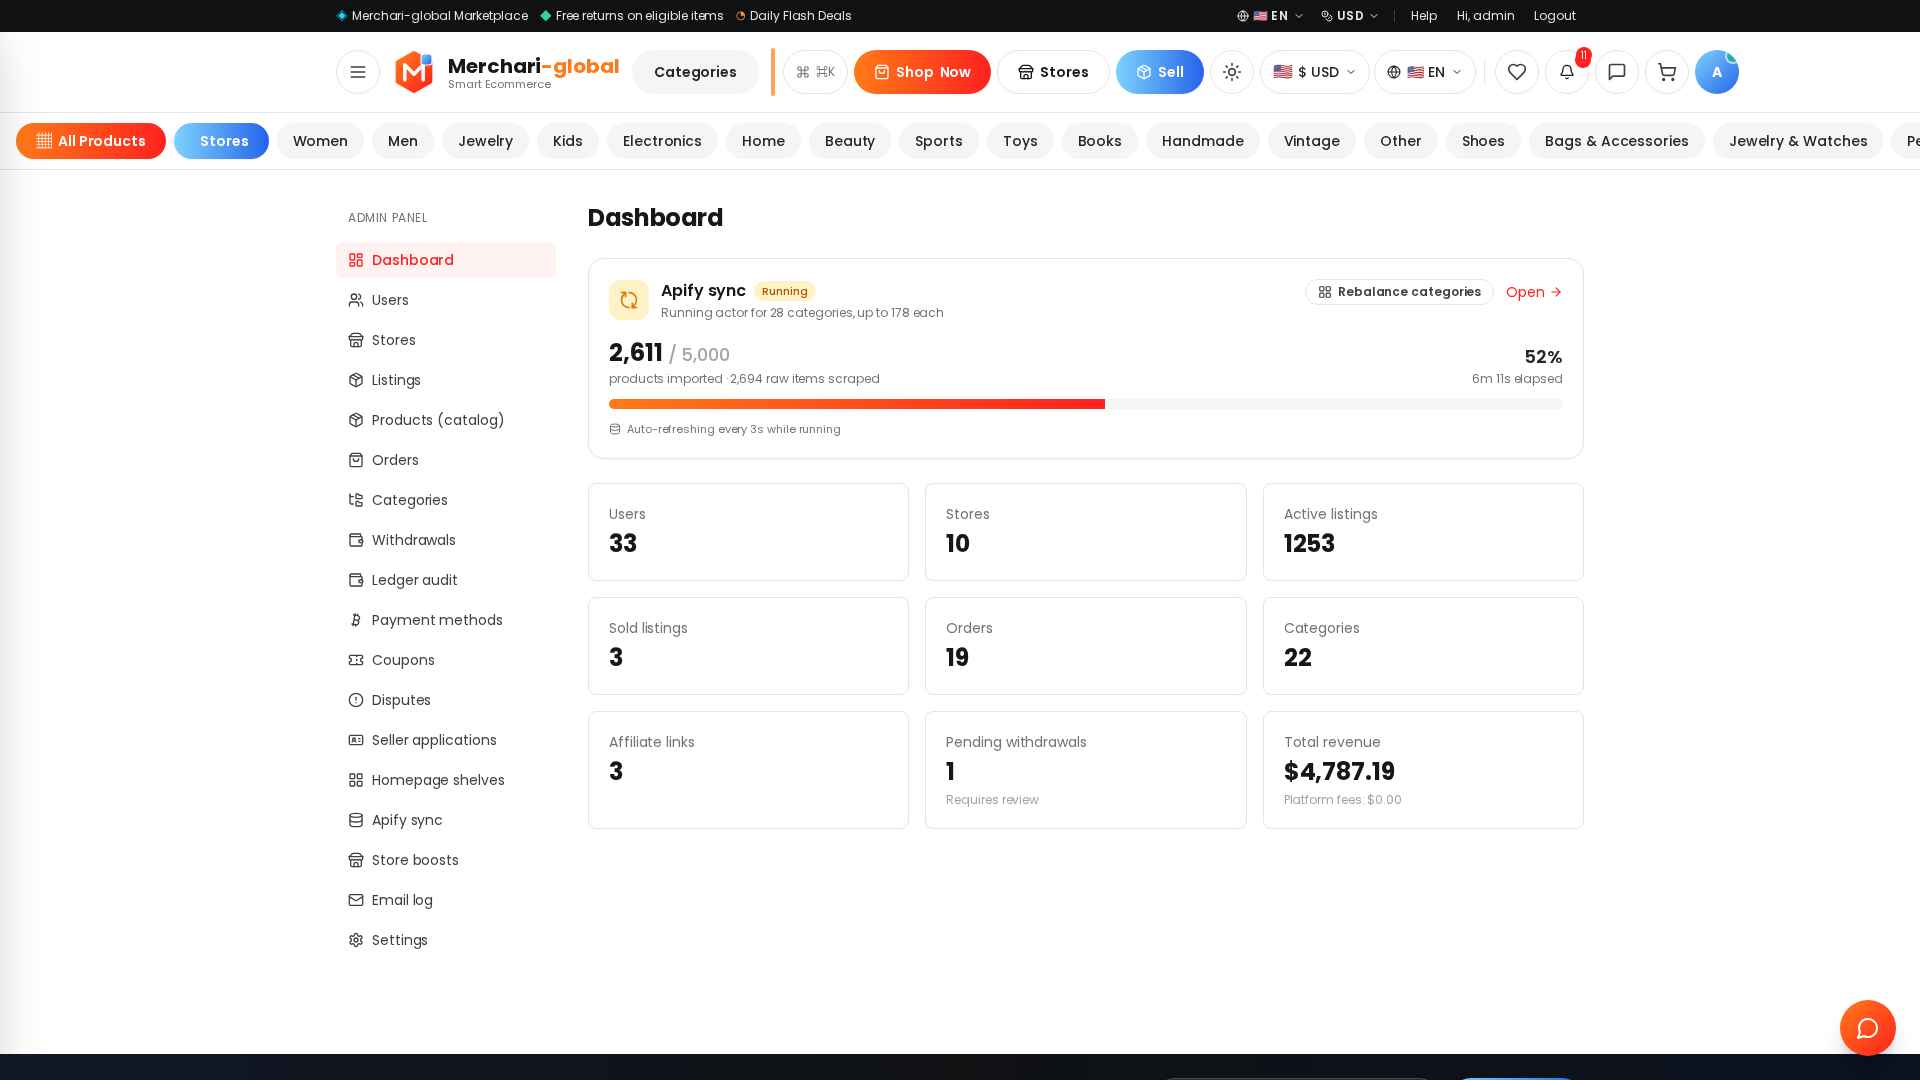 Merchari-global Marketplace Free returns on eligible items Daily Flash Deals EN USD Help Hi, admin Logout
Merchari-global
Smart Ecommerce
Categories ⌘K Shop Now Stores Sell $ USD EN 11 A
All Products Stores Women Men Jewelry Kids Electronics Home Beauty Sports Toys Books Handmade Vintage Other Shoes Bags & Accessories Jewelry & Watches Pe
ADMIN PANEL
Dashboard
Users
Stores
Listings
Products (catalog)
Orders
Categories
Withdrawals
Ledger audit
Payment methods
Coupons
Disputes
Seller applications
Homepage shelves
Apify sync
Store boosts
Email log
Settings
Dashboard
Apify sync Running
Running actor for 28 categories, up to 178 each
Rebalance categories Open →
2,611 / 5,000
products imported · 2,694 raw items scraped
52%
6m 11s elapsed
Auto-refreshing every 3s while running
Users
33
Stores
10
Active listings
1253
Sold listings
3
Orders
19
Categories
22
Affiliate links
3
Pending withdrawals
1
Requires review
Total revenue
$4,787.19
Platform fees: $0.00